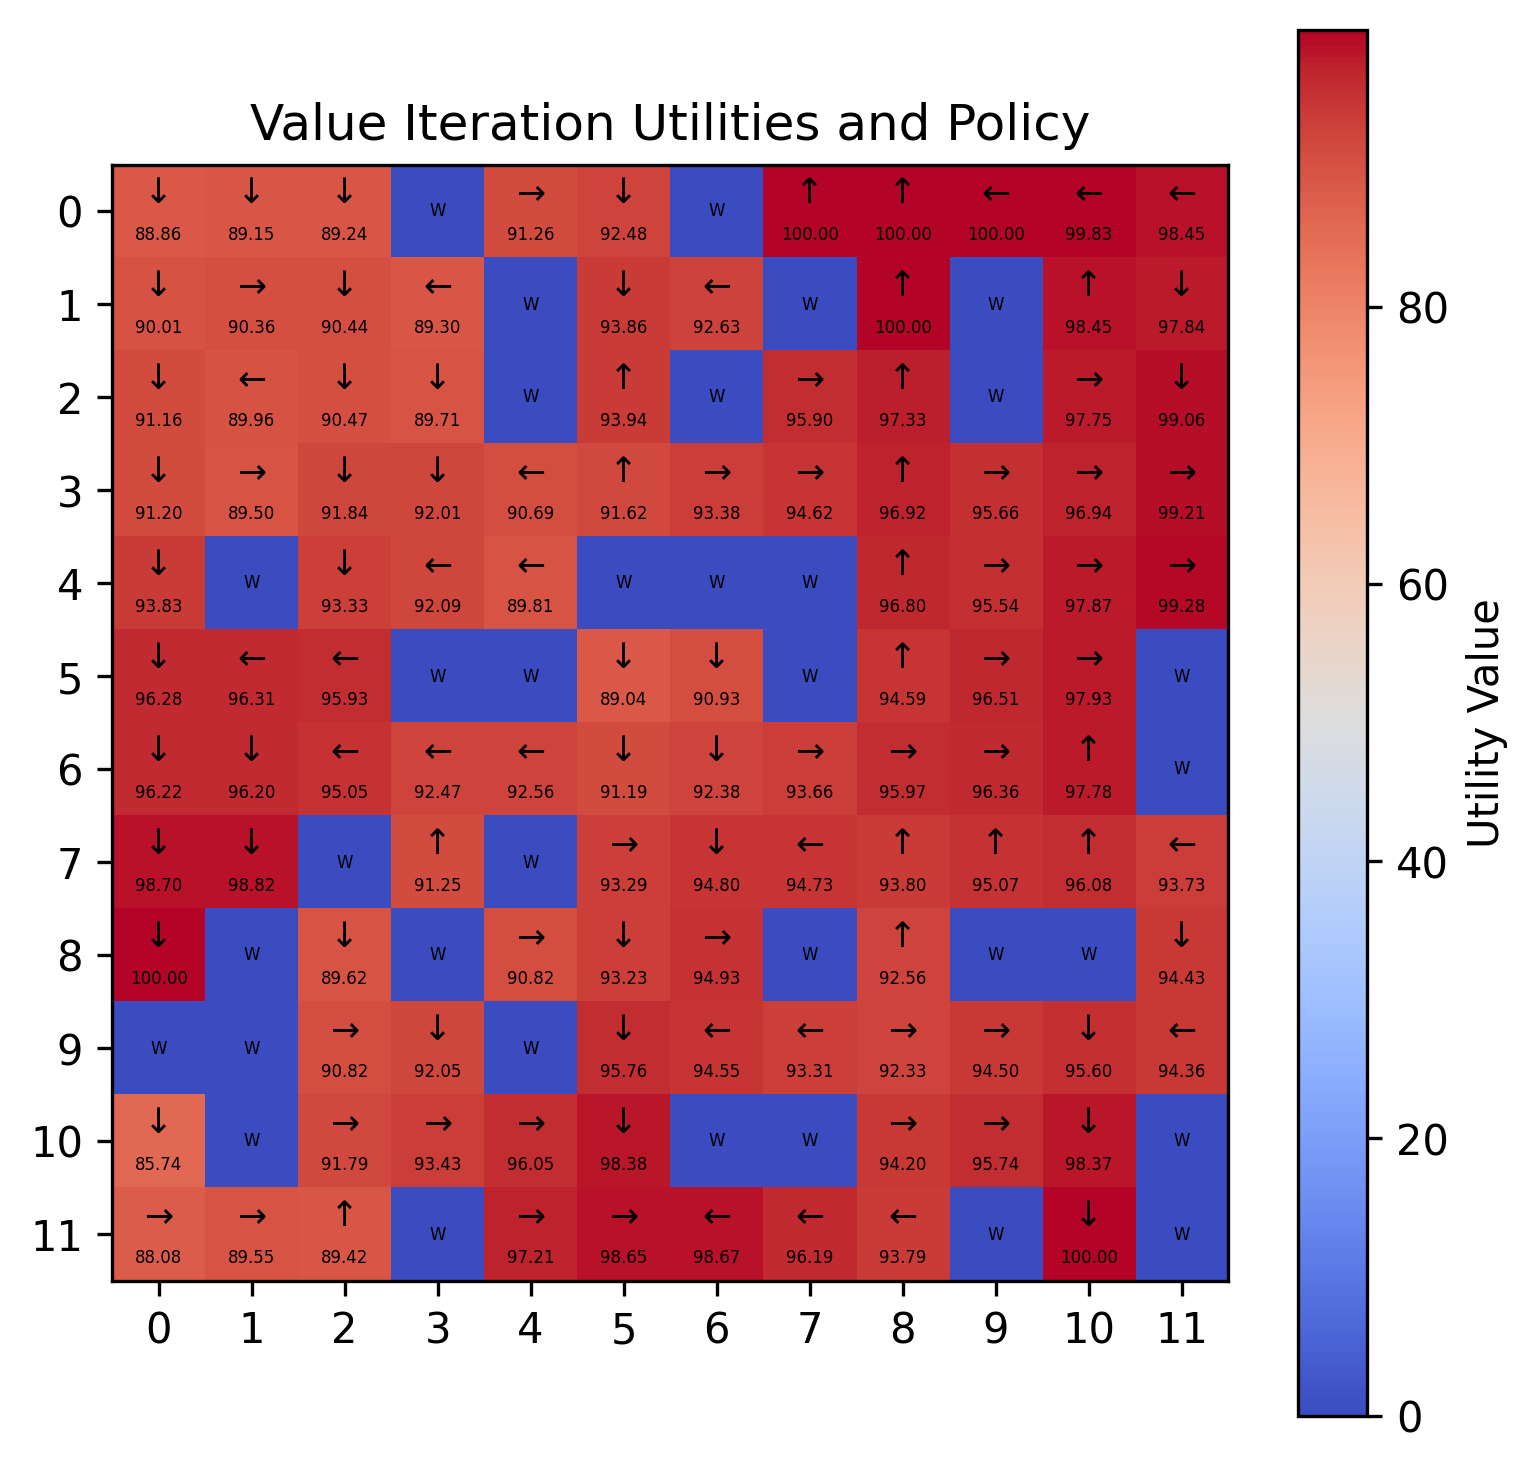 Value Iteration Utilities and Policy
0 ↓ ↓ ↓ W → ↓ W ↑ ↑ ← ← ←
88.86 89.15 89.24 91.26 92.48 100.00 100.00 100.00 99.83 98.45
1 ↓ → ↓ ← W ↓ ← W ↑ W ↑ ↓
90.01 90.36 90.44 89.30 93.86 92.63 100.00 98.45 97.84
2 ↓ ← ↓ ↓ W ↑ W → ↑ W → ↓
91.16 89.96 90.47 89.71 93.94 95.90 97.33 97.75 99.06
3 ↓ → ↓ ↓ ← ↑ → → ↑ → → →
91.20 89.50 91.84 92.01 90.69 91.62 93.38 94.62 96.92 95.66 96.94 99.21
4 ↓ W ↓ ← ← W W W ↑ → → →
93.83 93.33 92.09 89.81 96.80 95.54 97.87 99.28
5 ↓ ← ← W W ↓ ↓ W ↑ → → W
96.28 96.31 95.93 89.04 90.93 94.59 96.51 97.93
6 ↓ ↓ ← ← ← ↓ ↓ → → → ↑ W
96.22 96.20 95.05 92.47 92.56 91.19 92.38 93.66 95.97 96.36 97.78
7 ↓ ↓ W ↑ W → ↓ ← ↑ ↑ ↑ ←
98.70 98.82 91.25 93.29 94.80 94.73 93.80 95.07 96.08 93.73
8 ↓ W ↓ W → ↓ → W ↑ W W ↓
100.00 89.62 90.82 93.23 94.93 92.56 94.43
9 W W → ↓ W ↓ ← ← → → ↓ ←
90.82 92.05 95.76 94.55 93.31 92.33 94.50 95.60 94.36
10 ↓ W → → → ↓ W W → → ↓ W
85.74 91.79 93.43 96.05 98.38 94.20 95.74 98.37
11 → → ↑ W → → ← ← ← W ↓ W
88.08 89.55 89.42 97.21 98.65 98.67 96.19 93.79 100.00
0 1 2 3 4 5 6 7 8 9 10 11
80
60
40
20
0
Utility Value